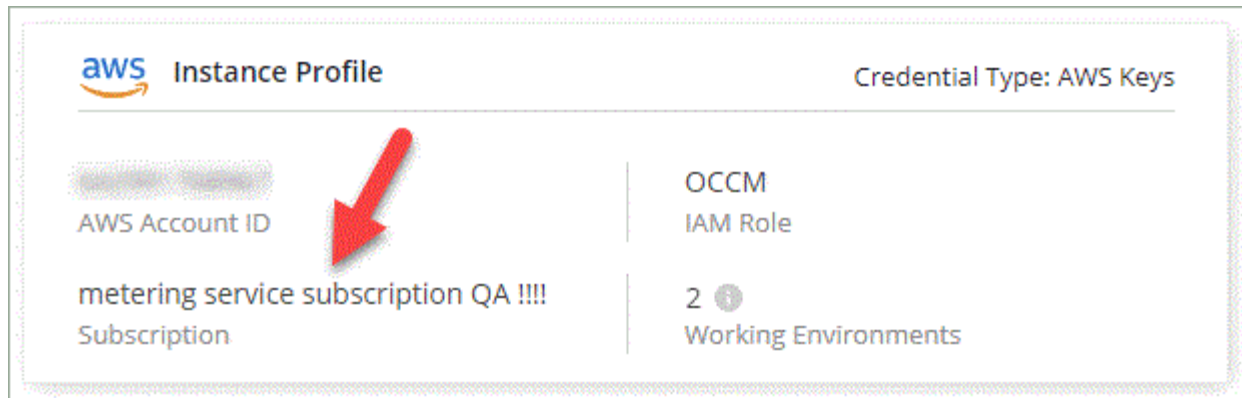 aws Instance Profile
Credential Type: AWS Keys
AWS Account ID
OCCM
IAM Role
metering service subscription QA !!!!
Subscription
2
Working Environments